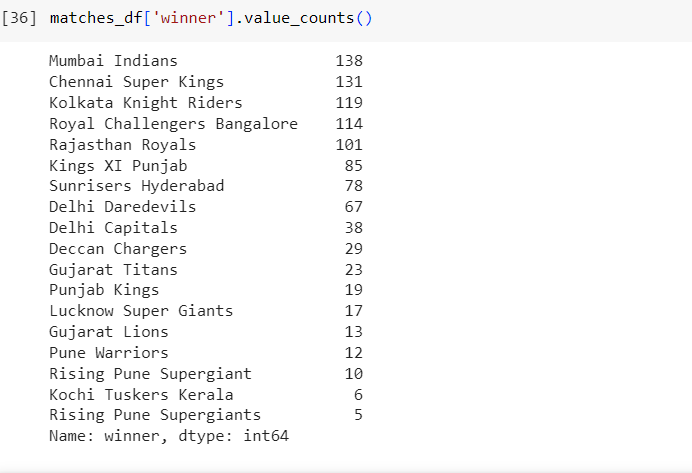 [36] matches_df['winner'].value_counts()
Mumbai Indians 138
Chennai Super Kings 131
Kolkata Knight Riders 119
Royal Challengers Bangalore 114
Rajasthan Royals 101
Kings XI Punjab 85
Sunrisers Hyderabad 78
Delhi Daredevils 67
Delhi Capitals 38
Deccan Chargers 29
Gujarat Titans 23
Punjab Kings 19
Lucknow Super Giants 17
Gujarat Lions 13
Pune Warriors 12
Rising Pune Supergiant 10
Kochi Tuskers Kerala 6
Rising Pune Supergiants 5
Name: winner, dtype: int64